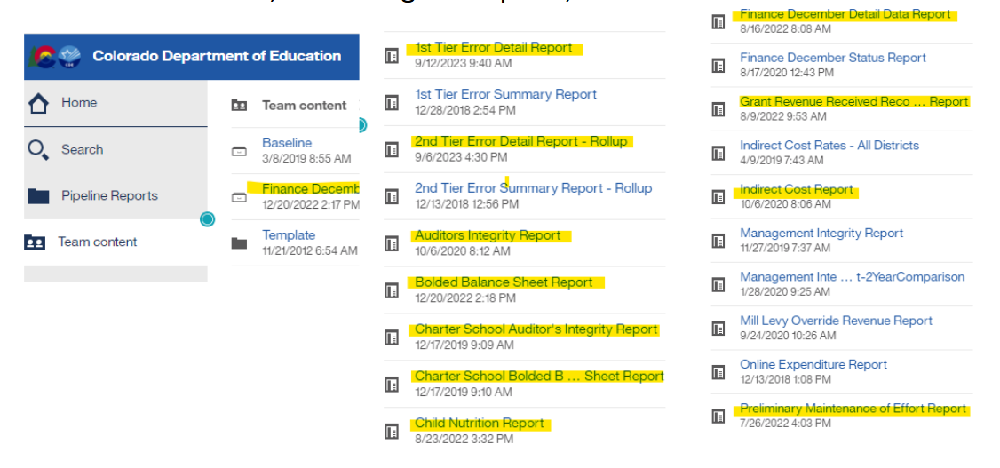 Colorado Department of Education
Home
Search
Pipeline Reports
Team content
Team content
Baseline
3/8/2019 8:55 AM
Finance Decemb
12/20/2022 2:17 PM
Template
11/21/2012 6:54 AM
1st Tier Error Detail Report
9/12/2023 9:40 AM
1st Tier Error Summary Report
12/28/2018 2:54 PM
2nd Tier Error Detail Report - Rollup
9/6/2023 4:30 PM
2nd Tier Error Summary Report - Rollup
12/13/2018 12:56 PM
Auditors Integrity Report
10/6/2020 8:12 AM
Bolded Balance Sheet Report
12/20/2022 2:18 PM
Charter School Auditor's Integrity Report
12/17/2019 9:09 AM
Charter School Bolded B ... Sheet Report
12/17/2019 9:10 AM
Child Nutrition Report
8/23/2022 3:32 PM
Finance December Detail Data Report
8/16/2022 8:08 AM
Finance December Status Report
8/17/2020 12:43 PM
Grant Revenue Received Reco ... Report
8/9/2022 9:53 AM
Indirect Cost Rates - All Districts
4/9/2019 7:43 AM
Indirect Cost Report
10/6/2020 8:06 AM
Management Integrity Report
11/27/2019 7:37 AM
Management Inte ... t-2YearComparison
1/28/2020 9:25 AM
Mill Levy Override Revenue Report
9/24/2020 10:26 AM
Online Expenditure Report
12/13/2018 1:08 PM
Preliminary Maintenance of Effort Report
7/26/2022 4:03 PM